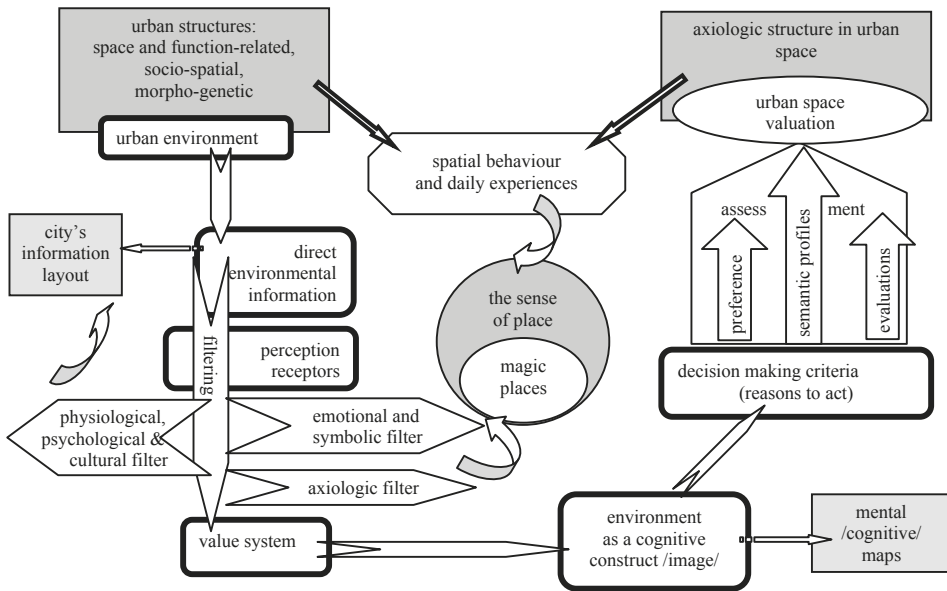 urban structures:
space and function-related,
socio-spatial,
morpho-genetic
urban environment
axiologic structure in urban
space
urban space
valuation
spatial behaviour
and daily experiences
city's
information
layout
direct
environmental
information
filtering
perception
receptors
the sense
of place
magic
places
assess ment
preference
semantic profiles
evaluations
decision making criteria
(reasons to act)
physiological,
psychological &
cultural filter
emotional and
symbolic filter
axiologic filter
value system
environment
as a cognitive
construct /image/
mental
/cognitive/
maps